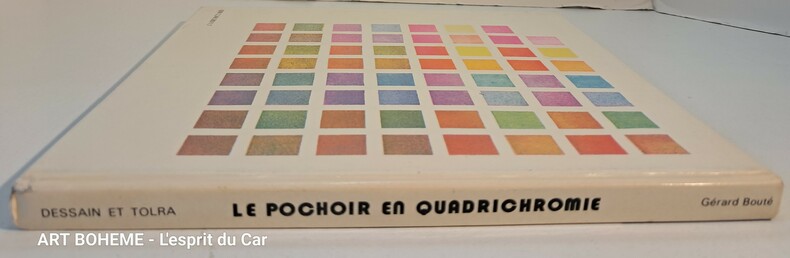 DESSAIN ET TOLRA
LE POCHOIR EN QUADRICHROMIE
Gérard Bouté
ART BOHEME - L'esprit du Car